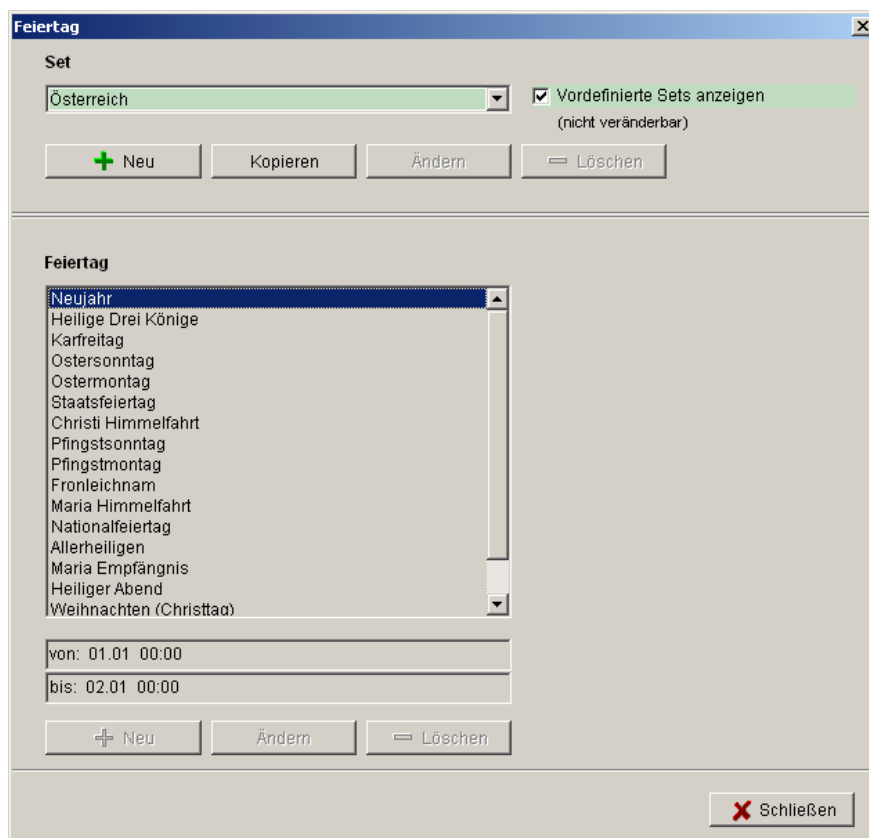 Feiertag
Set
Österreich
Vordefinierte Sets anzeigen
(nicht veränderbar)
Neu
Kopieren
Ändern
Löschen
Feiertag
Neujahr
Heilige Drei Könige
Karfreitag
Ostersonntag
Ostermontag
Staatsfeiertag
Christi Himmelfahrt
Pfingstsonntag
Pfingstmontag
Fronleichnam
Maria Himmelfahrt
Nationalfeiertag
Allerheiligen
Maria Empfängnis
Heiliger Abend
Weihnachten (Christtag)
von: 01.01 00:00
bis: 02.01 00:00
Neu
Ändern
Löschen
Schließen